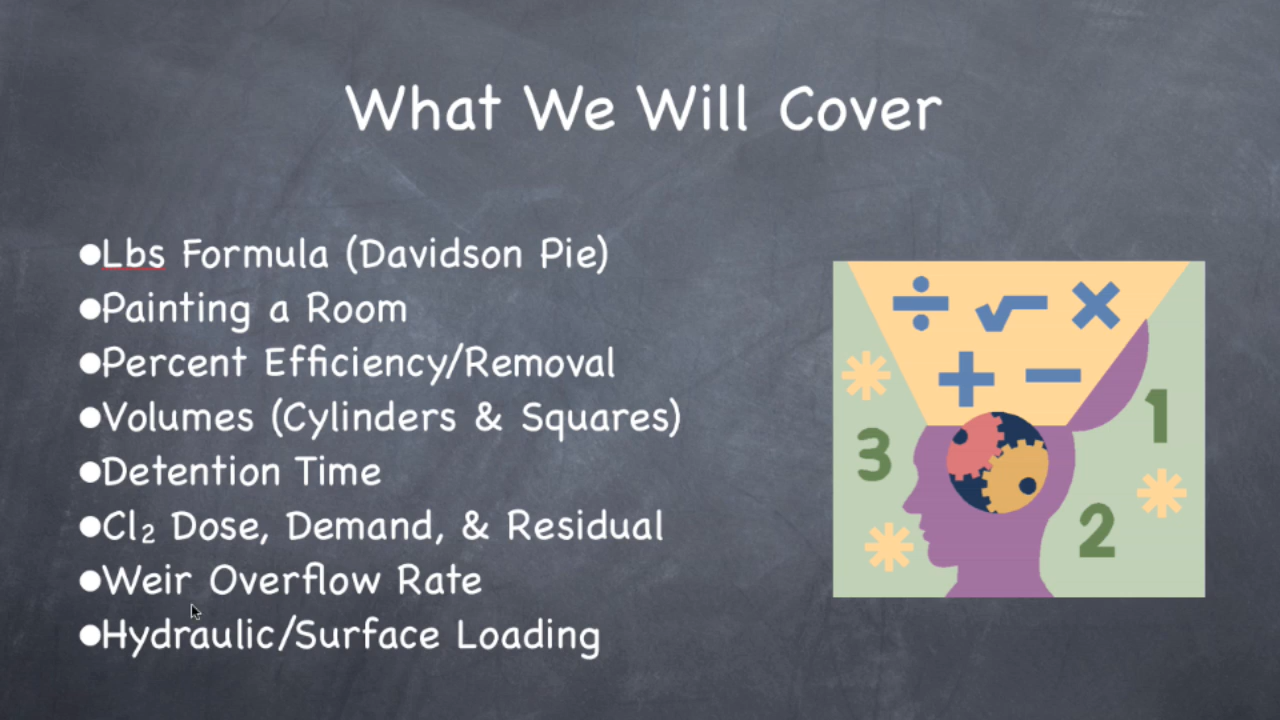 What We Will Cover
•Lbs Formula (Davidson Pie)
•Painting a Room
•Percent Efficiency/Removal
•Volumes (Cylinders & Squares)
•Detention Time
•Cl₂ Dose, Demand, & Residual
•Weir Overflow Rate
•Hydraulic/Surface Loading
÷ √ ×
+ −
3
1
2